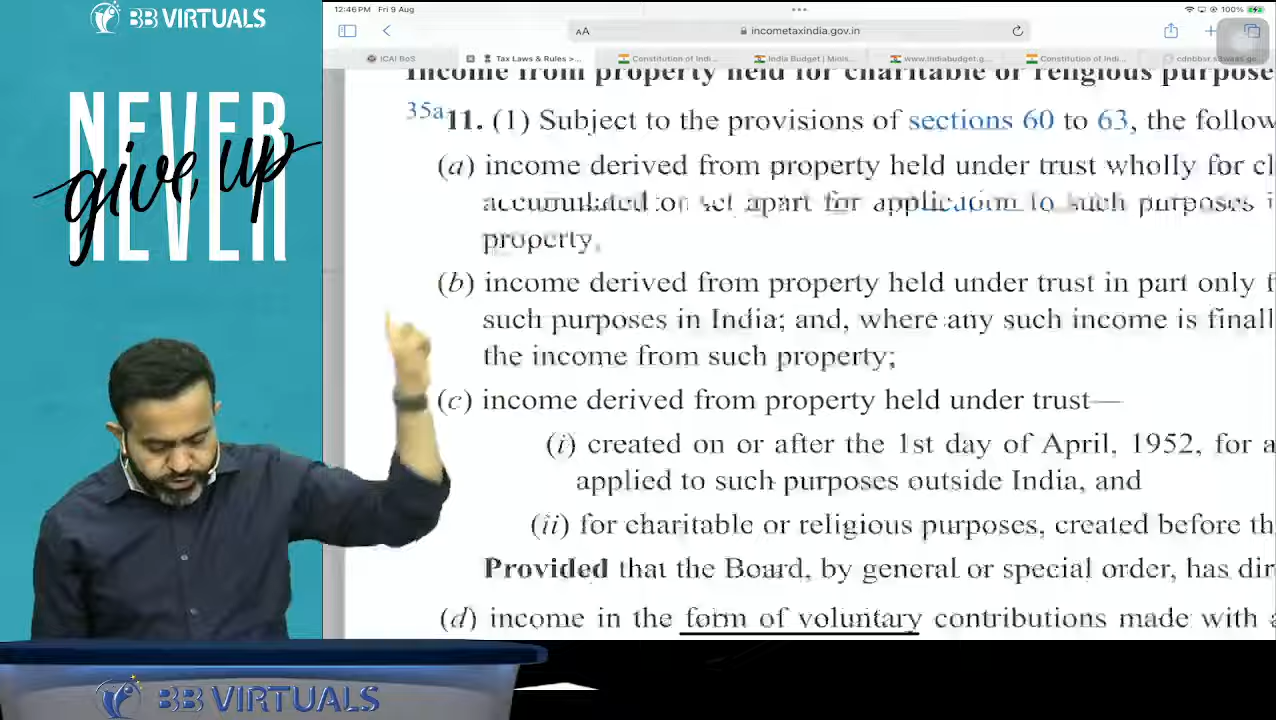 BB VIRTUALS
NEVER
give up
NEVER
12:46 PM Fri 9 Aug
100%
AA
incometaxindia.gov.in
ICAI BoS
Tax Laws & Rules >...
Constitution of Indi...
India Budget | Minis...
www.indiabudget.g...
Constitution of Indi...
Income from property held for charitable or religious purpose
35a11. (1) Subject to the provisions of sections 60 to 63, the follow
(a) income derived from property held under trust wholly for cl
accumulated or set apart for application to such purposes i
property;
(b) income derived from property held under trust in part only f
such purposes in India; and, where any such income is finall
the income from such property;
(c) income derived from property held under trust—
(i) created on or after the 1st day of April, 1952, for a
applied to such purposes outside India, and
(ii) for charitable or religious purposes, created before th
Provided that the Board, by general or special order, has dir
(d) income in the form of voluntary contributions made with a
BB VIRTUALS